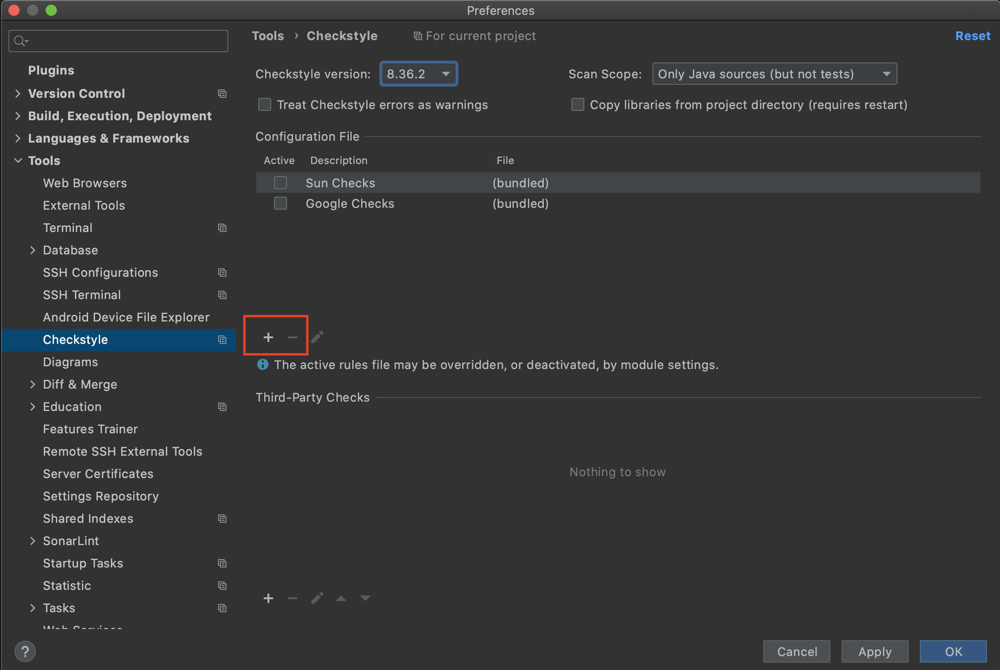 Preferences
Tools › Checkstyle For current project Reset
Plugins
Version Control
Build, Execution, Deployment
Languages & Frameworks
Tools
Web Browsers
External Tools
Terminal
Database
SSH Configurations
SSH Terminal
Android Device File Explorer
Checkstyle
Diagrams
Diff & Merge
Education
Features Trainer
Remote SSH External Tools
Server Certificates
Settings Repository
Shared Indexes
SonarLint
Startup Tasks
Statistic
Tasks
Web Services
Checkstyle version: 8.36.2 Scan Scope: Only Java sources (but not tests)
Treat Checkstyle errors as warnings Copy libraries from project directory (requires restart)
Configuration File
Active Description File
Sun Checks (bundled)
Google Checks (bundled)
The active rules file may be overridden, or deactivated, by module settings.
Third-Party Checks
Nothing to show
? Cancel Apply OK